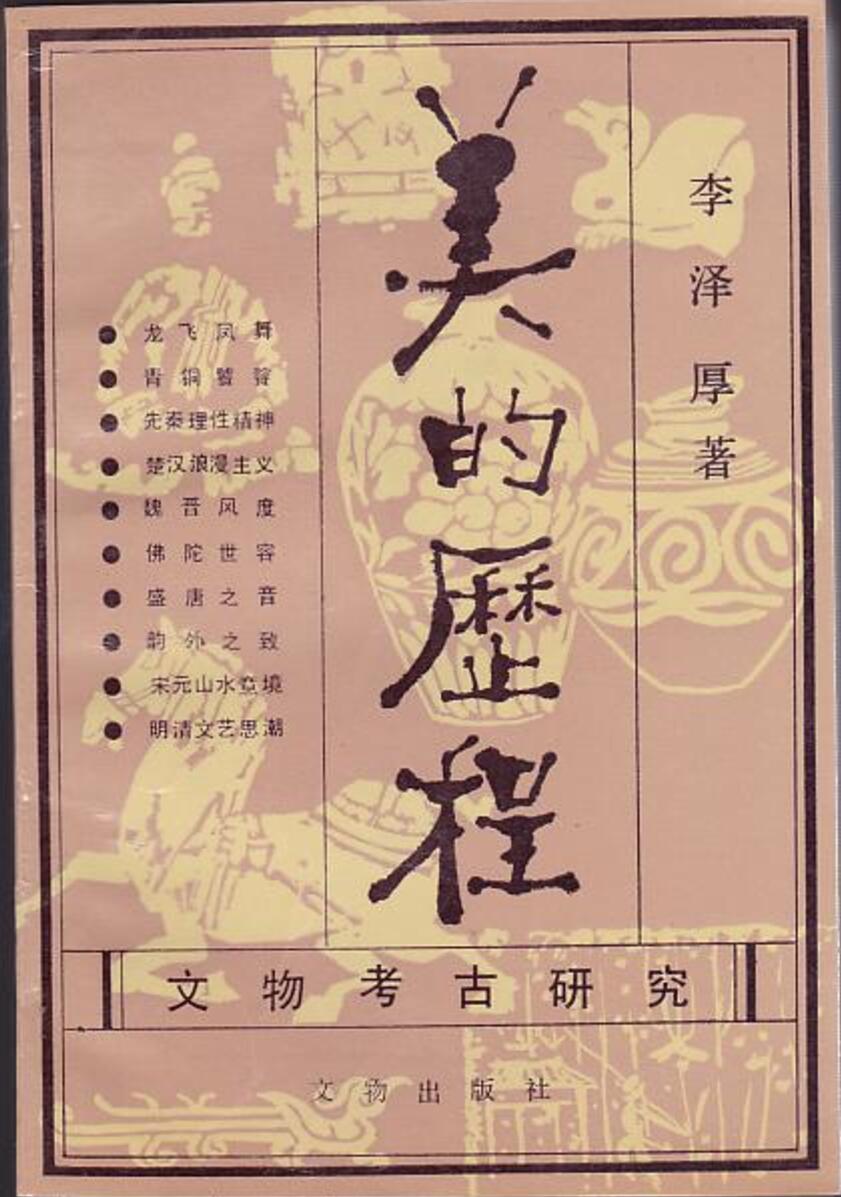 李泽厚著
美的歷程
龙飞凤舞
青铜饕餮
先秦理性精神
楚汉浪漫主义
魏晋风度
佛陀世容
盛唐之音
韵外之致
宋元山水意境
明清文艺思潮
文物考古研究
文物出版社